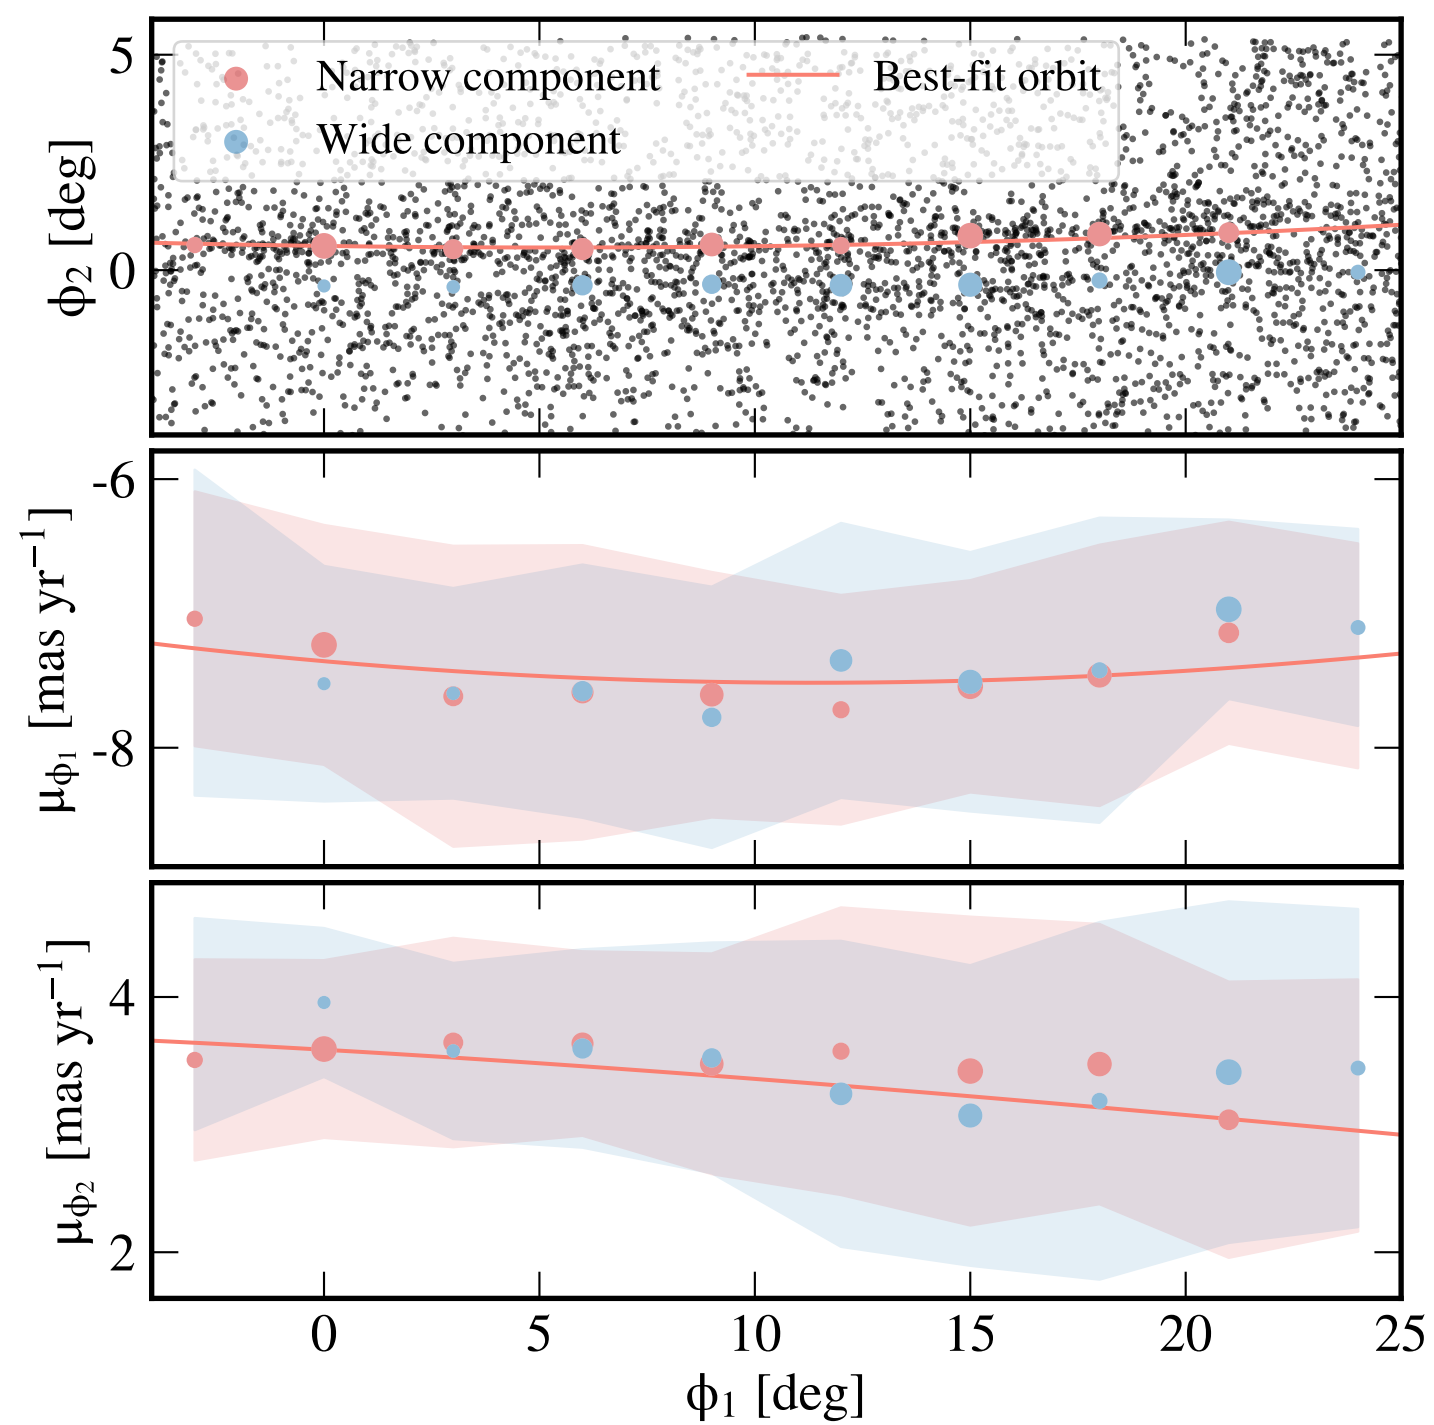 5
0
ϕ2 [deg]
Narrow component
Best-fit orbit
Wide component
-6
-8
μϕ1 [mas yr−1]
4
2
μϕ2 [mas yr−1]
0 5 10 15 20 25
ϕ1 [deg]